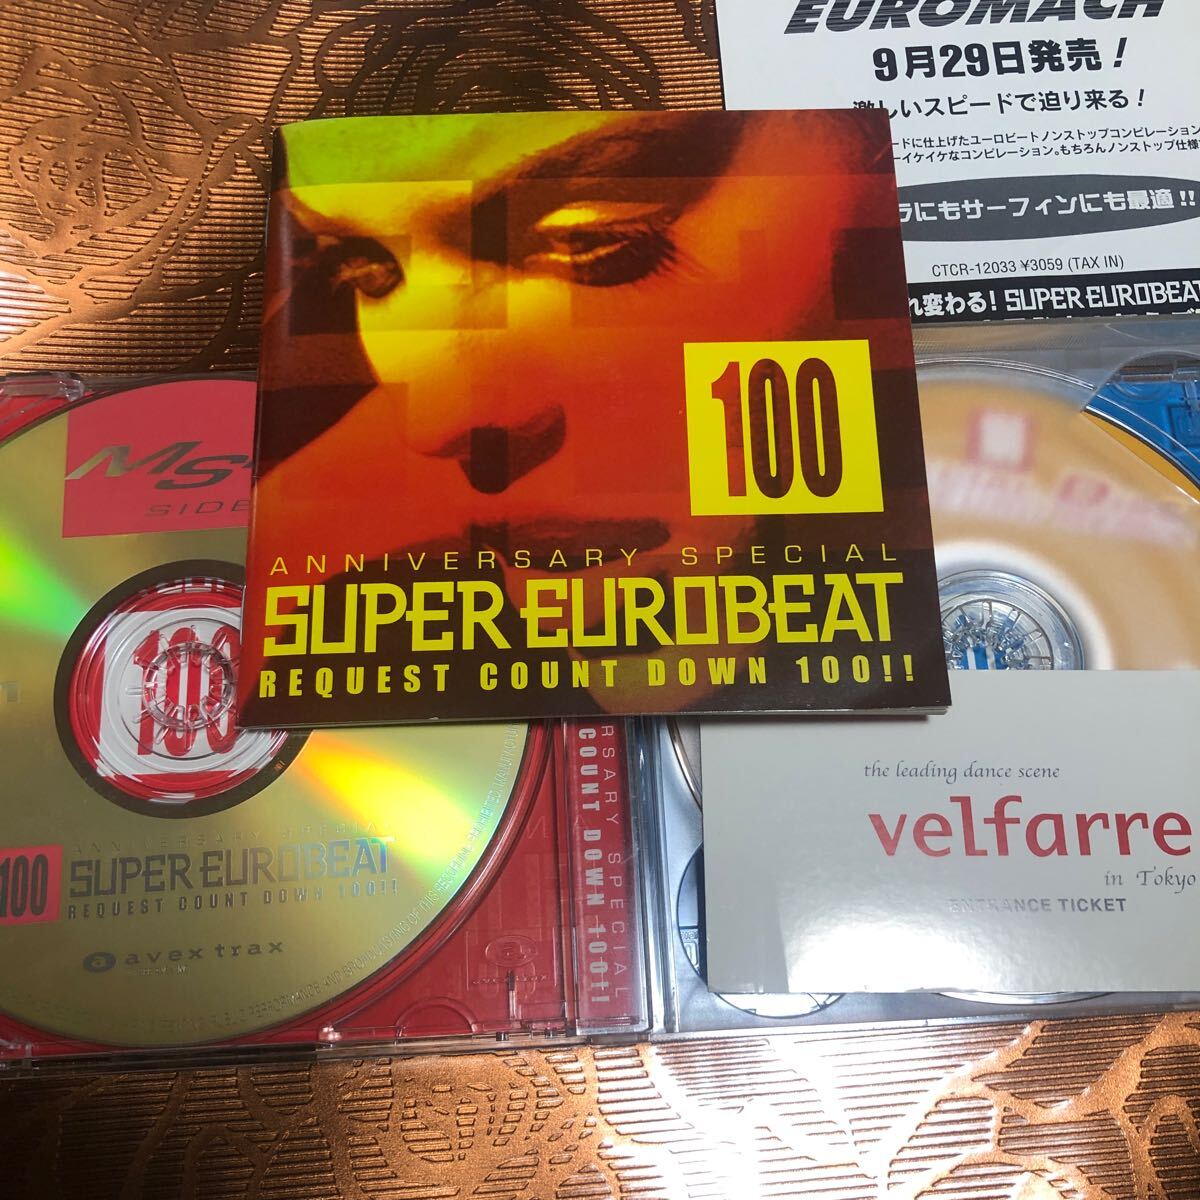 EUROMACH
9月29日発売!
激しいスピードで迫り来る!
ードに仕上げたユーロビートノンストップコンピレーション
ーイケイケなコンピレーション。もちろんノンストップ仕様
ラにもサーフィンにも最適!!
CTCR-12033 ¥3059 (TAX IN)
れ変わる! SUPER EUROBEAT
100
ANNIVERSARY SPECIAL
SUPER EUROBEAT
REQUEST COUNT DOWN 100!!
SIDE
100
ANNIVERSARY SPECIAL
100
SUPER EUROBEAT
REQUEST COUNT DOWN 100!!
avex trax
RSARY SPECIAL
COUNT DOWN 100!!
the leading dance scene
velfarre
in Tokyo
ENTRANCE TICKET